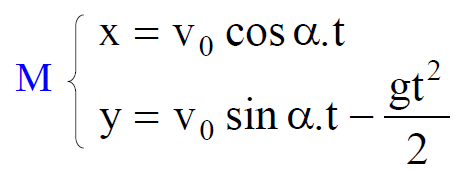 M { x = v₀ cos α.t
y = v₀ sin α.t − gt²/2